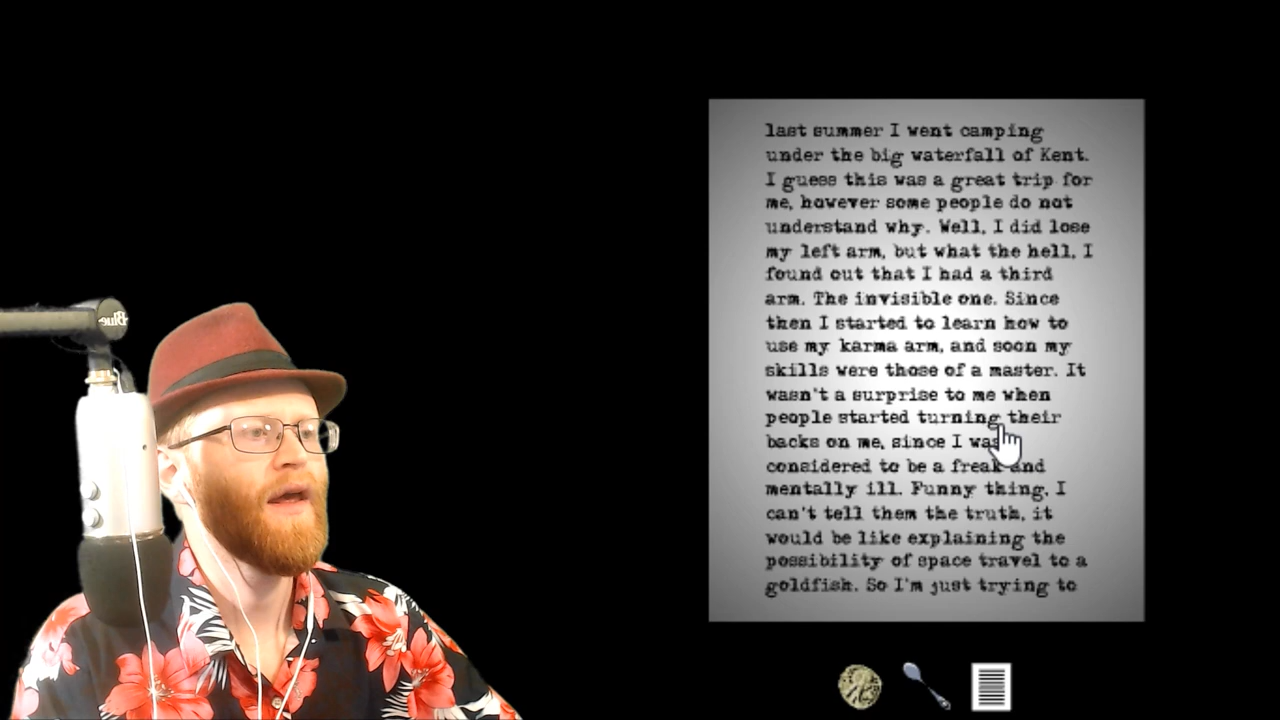 Blue
last summer I went camping
under the big waterfall of Kent.
I guess this was a great trip for
me, however some people do not
understand why. Well, I did lose
my left arm, but what the hell, I
found out that I had a third
arm. The invisible one. Since
then I started to learn how to
use my karma arm, and soon my
skills were those of a master. It
wasn't a surprise to me when
people started turning their
backs on me, since I was
considered to be a freak and
mentally ill. Funny thing, I
can't tell them the truth, it
would be like explaining the
possibility of space travel to a
goldfish. So I'm just trying to